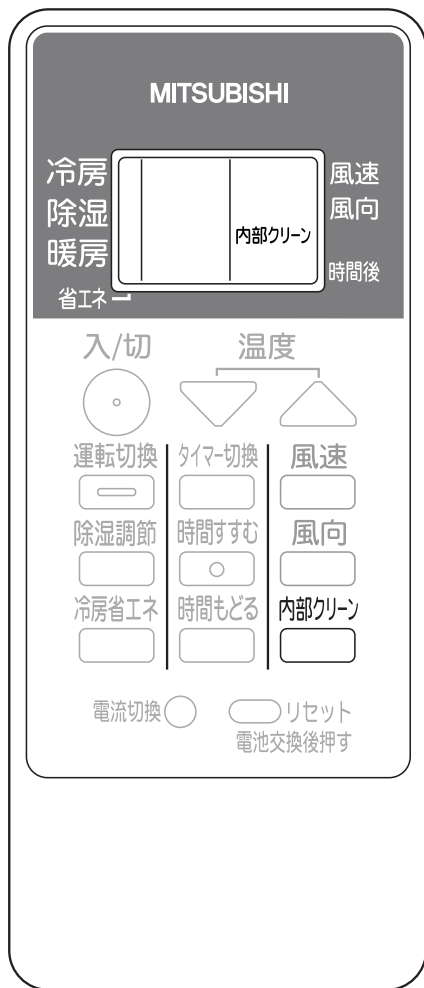 MITSUBISHI
冷房
除湿
暖房
省エネ
内部クリーン
風速
風向
時間後
入/切
温度
運転切換
タイマー切換
風速
除湿調節
時間すすむ
風向
冷房省エネ
時間もどる
内部クリーン
電流切換
リセット
電池交換後押す